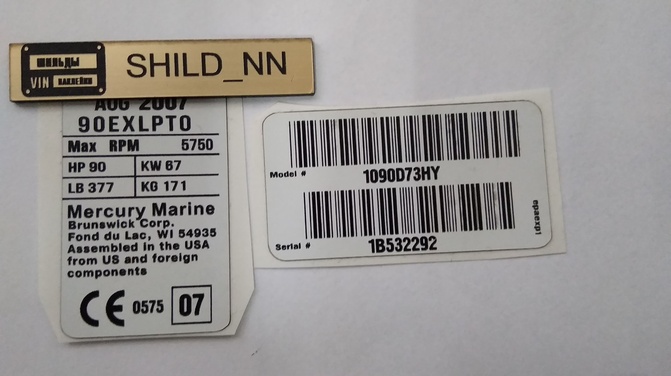 ШИЛЬДЫ
VIN НАКЛЕЙКИ
SHILD_NN
AUG 2007
90EXLPTO
Max RPM 5750
HP 90 KW 67
LB 377 KG 171
Mercury Marine
Brunswick Corp.
Fond du Lac, WI 54935
Assembled in the USA
from US and foreign
components
CE 0575 07
Model # 1090D73HY
Serial # 1B532292
epaexp1